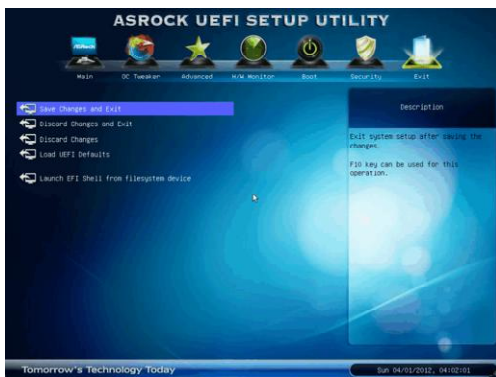 ASROCK UEFI SETUP UTILITY
ASRock
Main OC Tweaker Advanced H/W Monitor Boot Security Exit
Save Changes and Exit
Discard Changes and Exit
Discard Changes
Load UEFI Defaults
Launch EFI Shell from filesystem device
Description
Exit system setup after saving the
changes.
F10 key can be used for this
operation.
Tomorrow's Technology Today
Sun 04/01/2012, 04:02:01